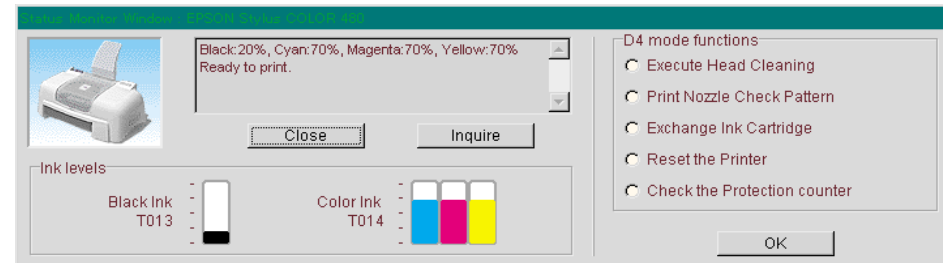 Status Monitor Window : EPSON Stylus COLOR 480
Black:20%, Cyan:70%, Magenta:70%, Yellow:70%
Ready to print.
Close
Inquire
Ink levels
Black Ink
T013
Color Ink
T014
D4 mode functions
Execute Head Cleaning
Print Nozzle Check Pattern
Exchange Ink Cartridge
Reset the Printer
Check the Protection counter
OK